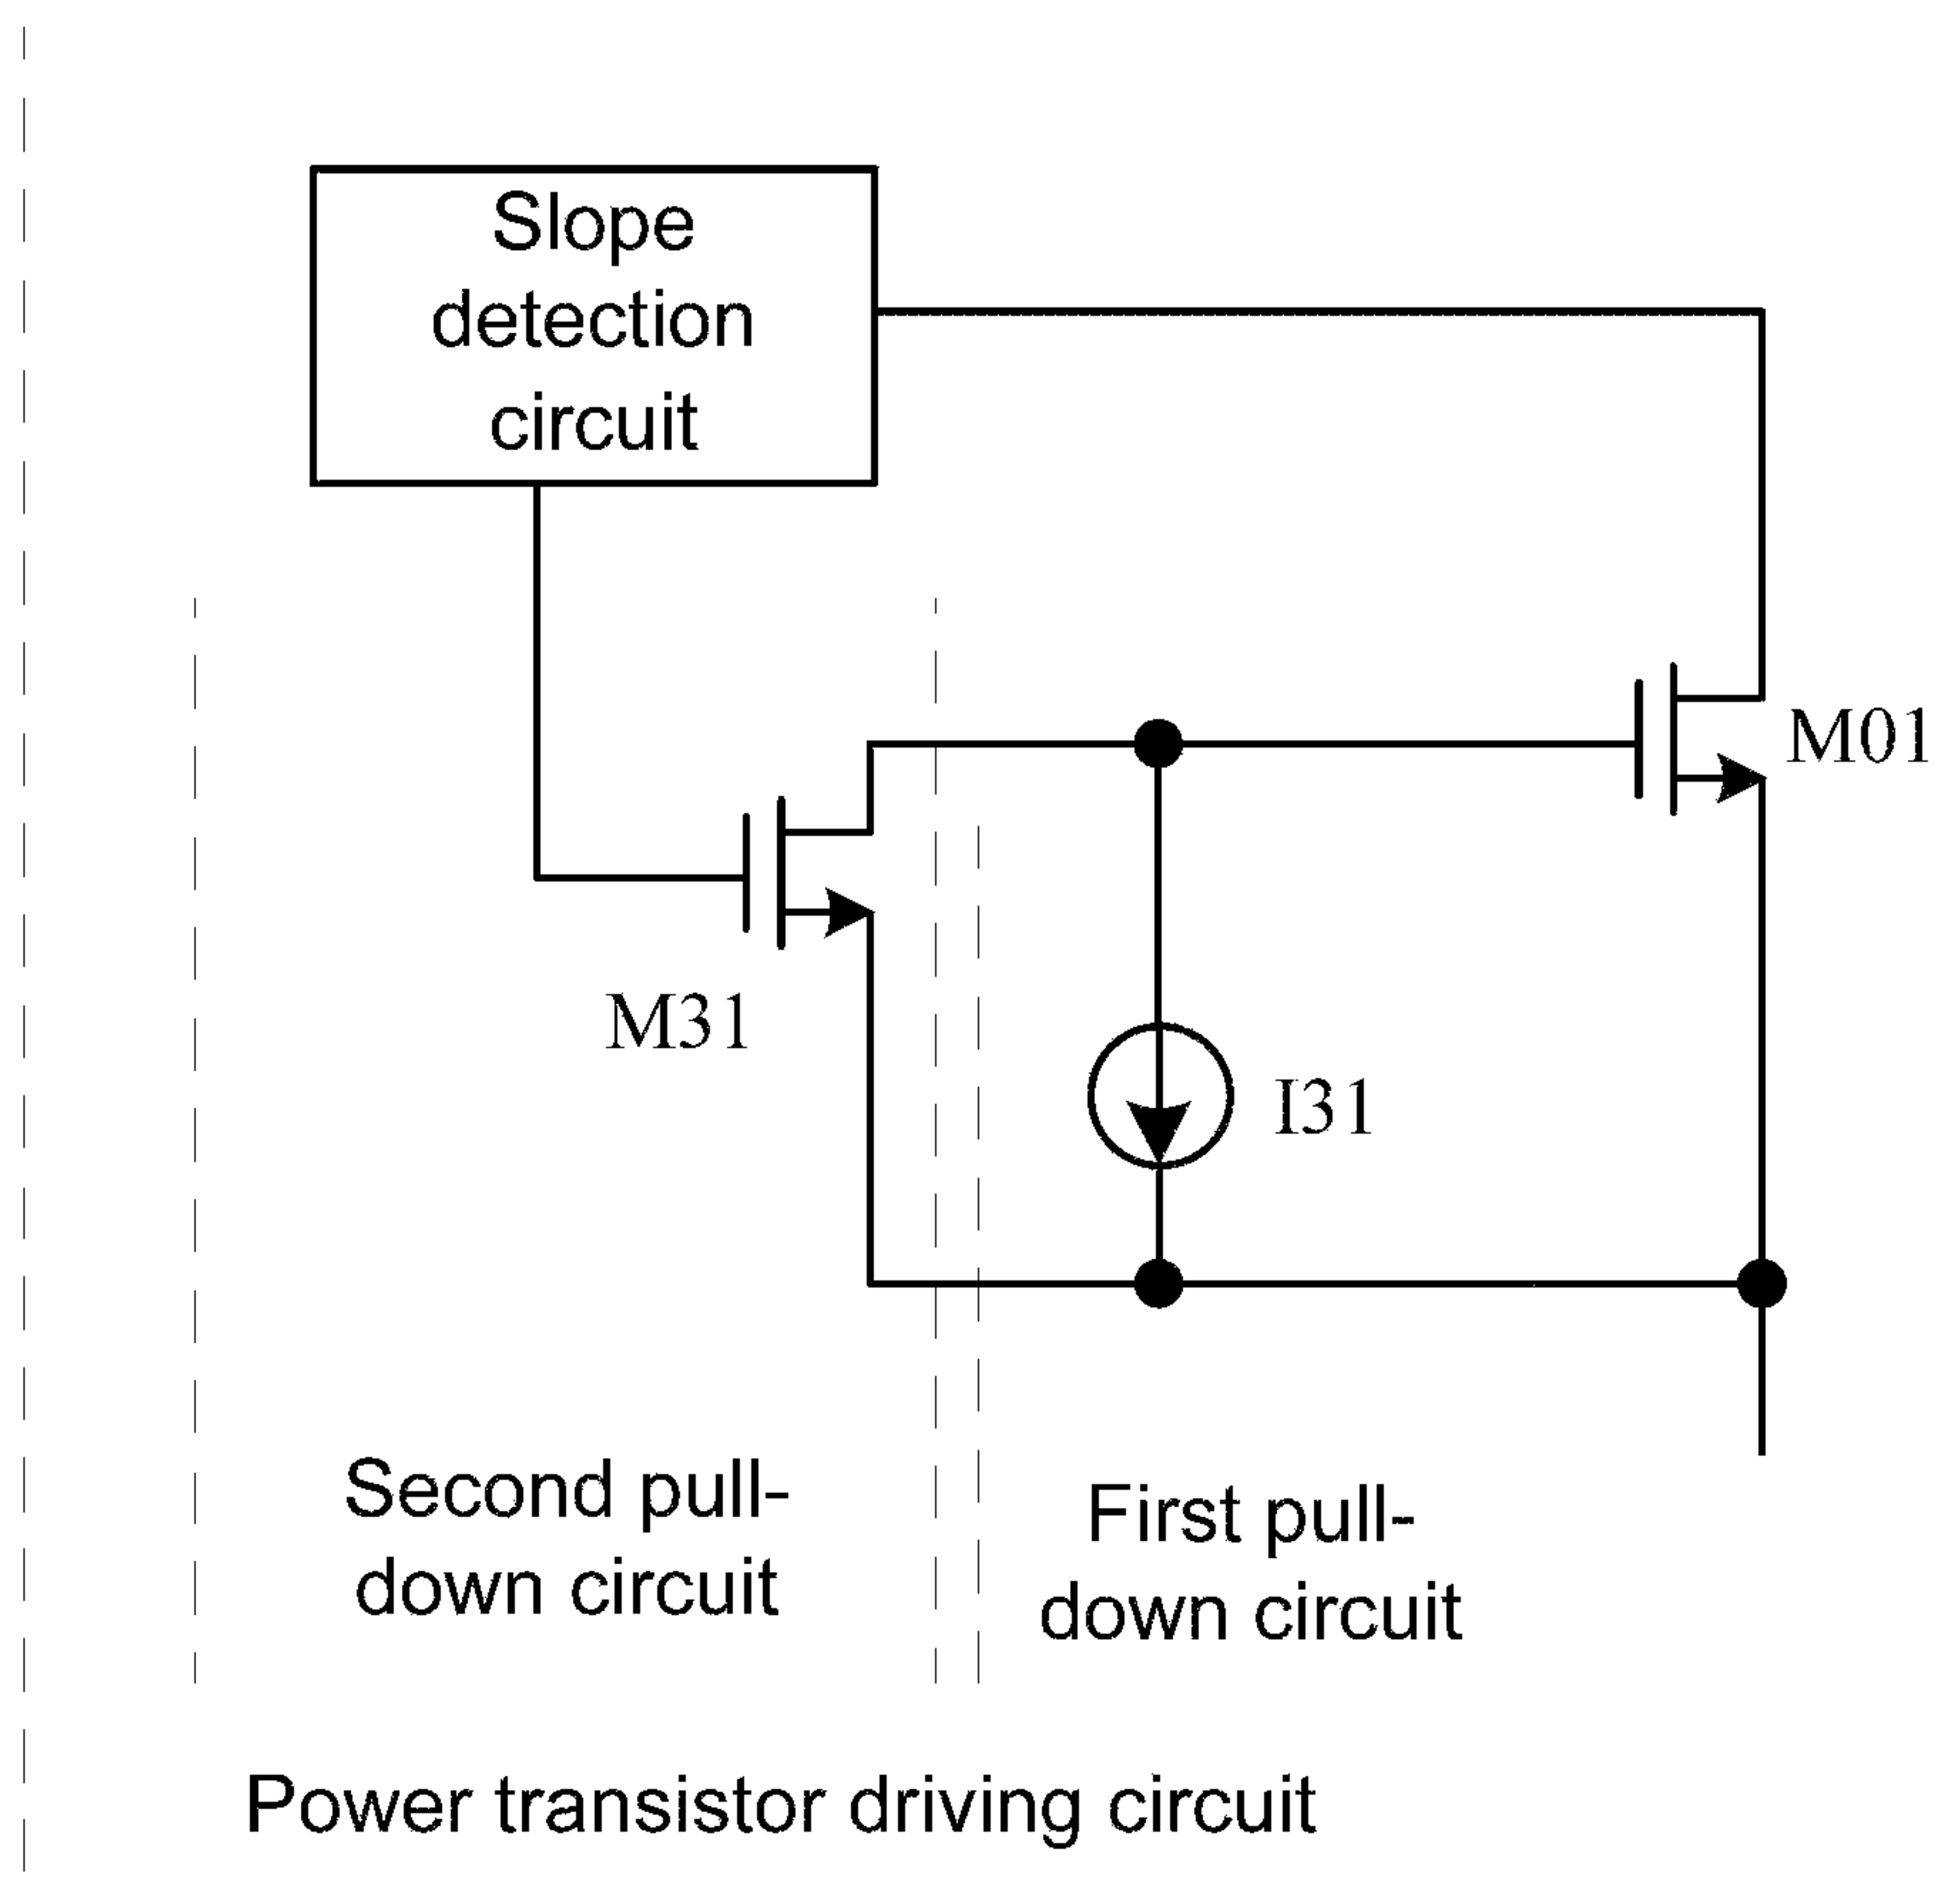 Slope
detection
circuit
M01
M31
I31
Second pull-
down circuit
First pull-
down circuit
Power transistor driving circuit